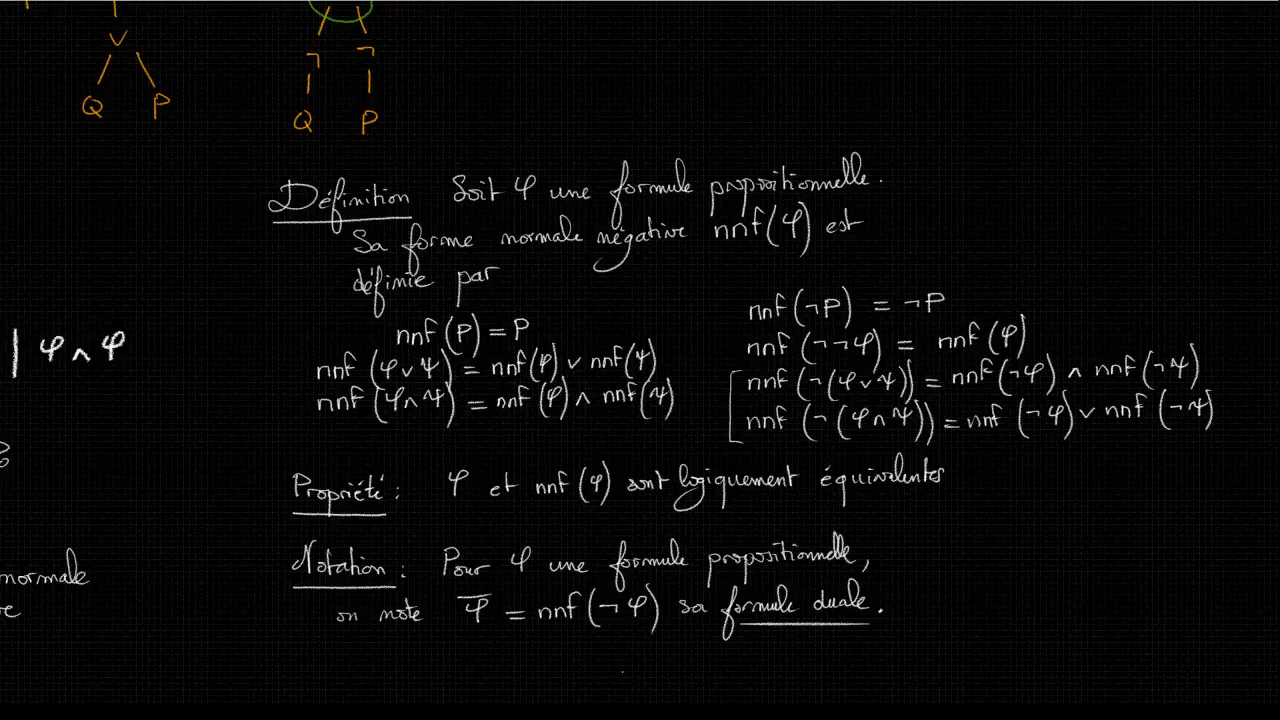 ∨
Q P
¬ ¬
Q P
Définition Soit φ une formule propositionnelle.
Sa forme normale négative nnf(φ) est
définie par
nnf(P) = P
nnf(φ∨ψ) = nnf(φ) ∨ nnf(ψ)
nnf(φ∧ψ) = nnf(φ) ∧ nnf(ψ)
nnf(¬P) = ¬P
nnf(¬¬φ) = nnf(φ)
nnf(¬(φ∨ψ)) = nnf(¬φ) ∧ nnf(¬ψ)
nnf(¬(φ∧ψ)) = nnf(¬φ) ∨ nnf(¬ψ)
| φ ∧ φ
Propriété : φ et nnf(φ) sont logiquement équivalentes
Notation : Pour φ une formule propositionnelle,
on note φ̅ = nnf(¬φ) sa formule duale.
normale